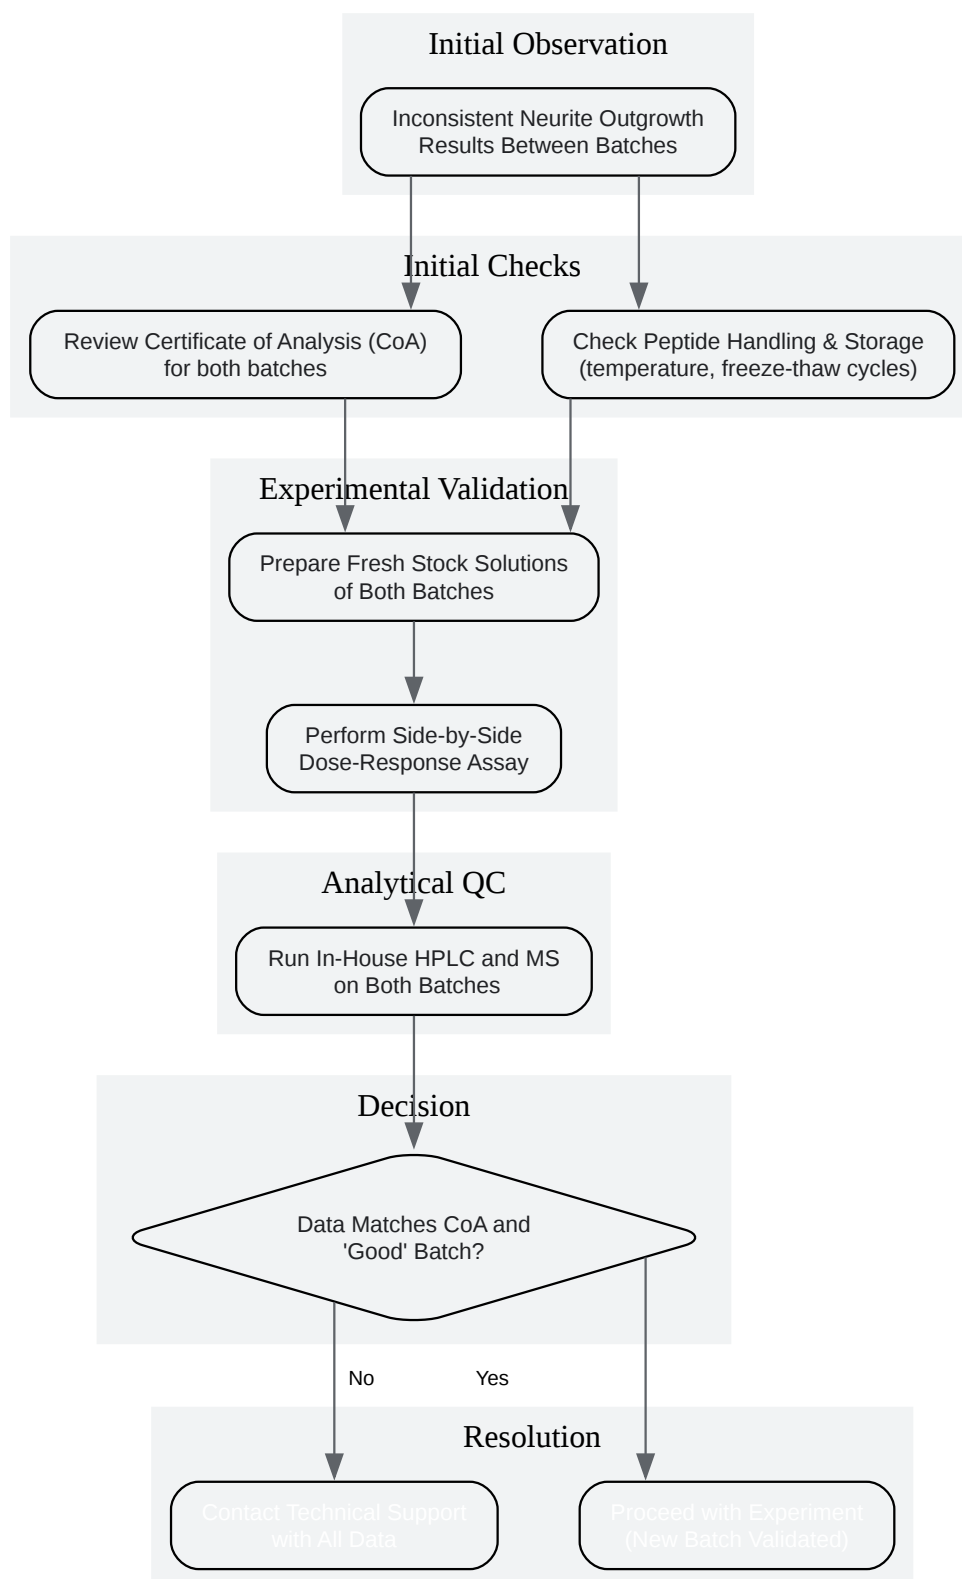 Initial Observation
Inconsistent Neurite Outgrowth
Results Between Batches
Initial Checks
Review Certificate of Analysis (CoA)
for both batches
Check Peptide Handling & Storage
(temperature, freeze-thaw cycles)
Experimental Validation
Prepare Fresh Stock Solutions
of Both Batches
Perform Side-by-Side
Dose-Response Assay
Analytical QC
Run In-House HPLC and MS
on Both Batches
Decision
Data Matches CoA and
'Good' Batch?
No
Yes
Resolution
Contact Technical Support
with All Data
Proceed with Experiment
(New Batch Validated)